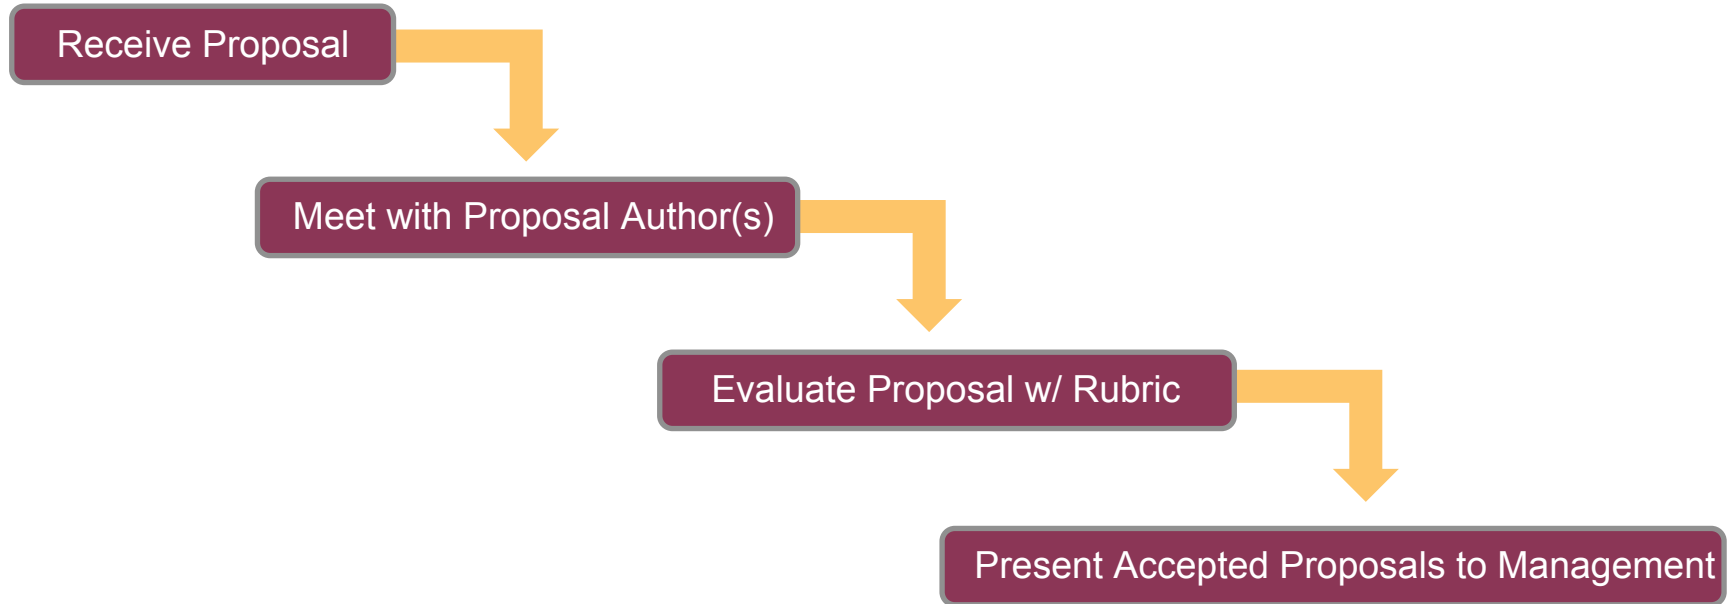 Receive Proposal
Meet with Proposal Author(s)
Evaluate Proposal w/ Rubric
Present Accepted Proposals to Management